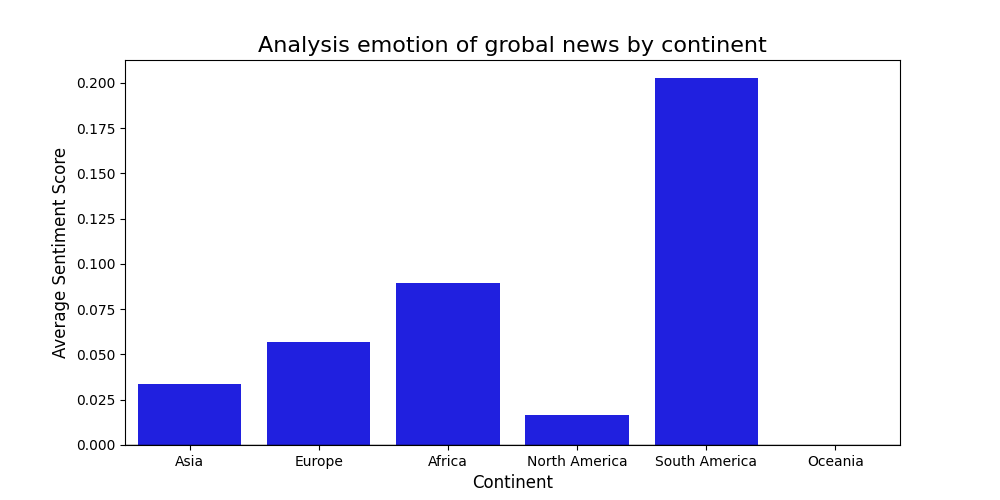 Analysis emotion of grobal news by continent
0.200
0.175
0.150
0.125
0.100
0.075
0.050
0.025
0.000
Average Sentiment Score
Asia Europe Africa North America South America Oceania
Continent